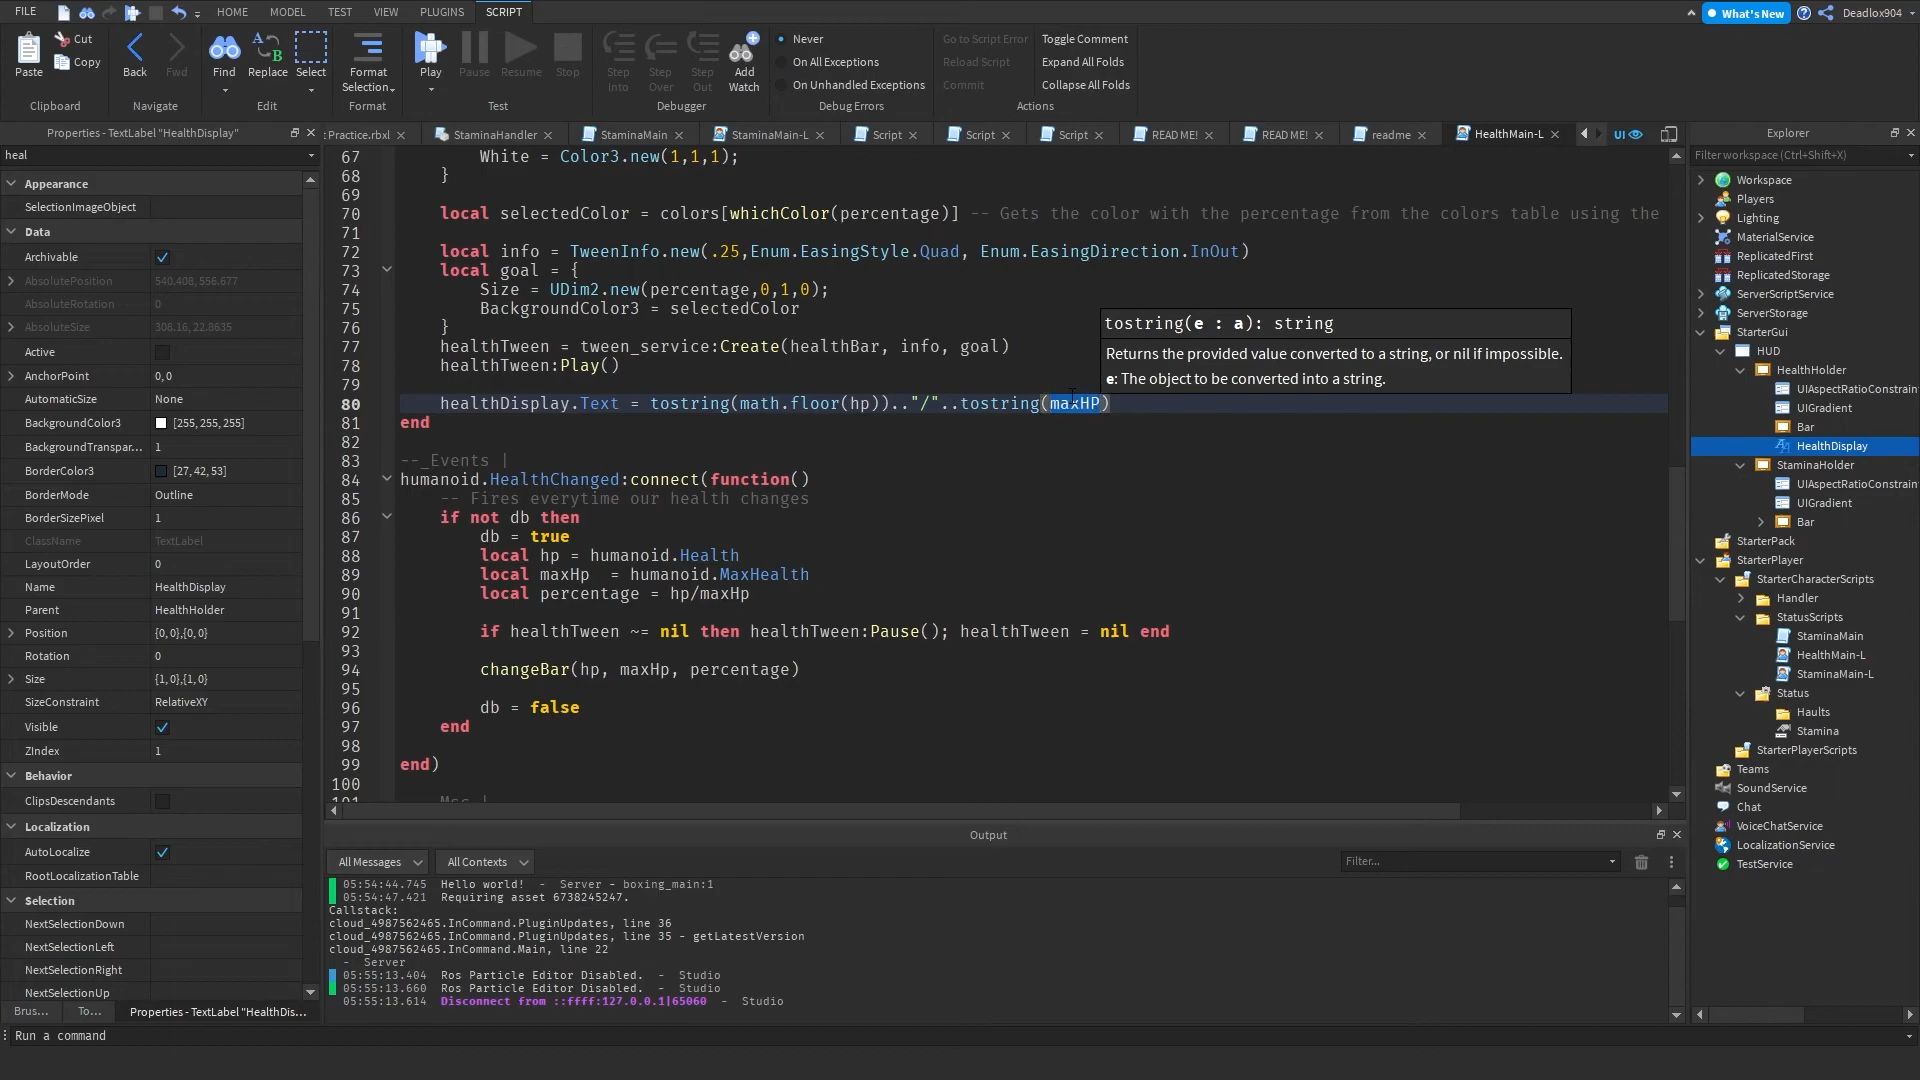 FILE HOME MODEL TEST VIEW PLUGINS SCRIPT What's New Deadlox904
Paste Cut Copy Back Fwd Find Replace Select Format Selection Play Pause Resume Stop Step Into Step Over Step Out Add Watch
Never On All Exceptions On Unhandled Exceptions
Go to Script Error Reload Script Commit
Toggle Comment Expand All Folds Collapse All Folds
Clipboard Navigate Edit Format Test Debugger Debug Errors Actions
Properties - TextLabel "HealthDisplay"
heal
Appearance
SelectionImageObject
Data
Archivable
AbsolutePosition 540.408, 556.677
AbsoluteRotation 0
AbsoluteSize 308.16, 22.8635
Active
AnchorPoint 0, 0
AutomaticSize None
BackgroundColor3 [255, 255, 255]
BackgroundTranspar... 1
BorderColor3 [27, 42, 53]
BorderMode Outline
BorderSizePixel 1
ClassName TextLabel
LayoutOrder 0
Name HealthDisplay
Parent HealthHolder
Position {0, 0},{0, 0}
Rotation 0
Size {1, 0},{1, 0}
SizeConstraint RelativeXY
Visible
ZIndex 1
Behavior
ClipsDescendants
Localization
AutoLocalize
RootLocalizationTable
Selection
NextSelectionDown
NextSelectionLeft
NextSelectionRight
NextSelectionUp
Brus... To... Properties - TextLabel "HealthDis...
Run a command
Practice.rbxl StaminaHandler StaminaMain StaminaMain-L Script Script Script READ ME! READ ME! readme HealthMain-L UI
67 White = Color3.new(1,1,1);
68 }
69
70 local selectedColor = colors[whichColor(percentage)] -- Gets the color with the percentage from the colors table using the
71
72 local info = TweenInfo.new(.25,Enum.EasingStyle.Quad, Enum.EasingDirection.InOut)
73 local goal = {
74 Size = UDim2.new(percentage,0,1,0);
75 BackgroundColor3 = selectedColor
76 }
77 healthTween = tween_service:Create(healthBar, info, goal)
78 healthTween:Play()
79
80 healthDisplay.Text = tostring(math.floor(hp)).."/"..tostring(maxHP)
81 end
82
83 --_Events |
84 humanoid.HealthChanged:connect(function()
85 -- Fires everytime our health changes
86 if not db then
87 db = true
88 local hp = humanoid.Health
89 local maxHp = humanoid.MaxHealth
90 local percentage = hp/maxHp
91
92 if healthTween ~= nil then healthTween:Pause(); healthTween = nil end
93
94 changeBar(hp, maxHp, percentage)
95
96 db = false
97 end
98
99 end)
100
tostring(e : a): string
Returns the provided value converted to a string, or nil if impossible.
e: The object to be converted into a string.
Output
All Messages All Contexts Filter...
05:54:44.745 Hello world! - Server - boxing_main:1
05:54:47.421 Requiring asset 6738245247.
Callstack:
cloud_4987562465.InCommand.PluginUpdates, line 36
cloud_4987562465.InCommand.PluginUpdates, line 35 - getLatestVersion
cloud_4987562465.InCommand.Main, line 22
- Server
05:55:13.404 Ros Particle Editor Disabled. - Studio
05:55:13.660 Ros Particle Editor Disabled. - Studio
05:55:13.614 Disconnect from ::ffff:127.0.0.1|65060 - Studio
Explorer
Filter workspace (Ctrl+Shift+X)
Workspace
Players
Lighting
MaterialService
ReplicatedFirst
ReplicatedStorage
ServerScriptService
ServerStorage
StarterGui
HUD
HealthHolder
UIAspectRatioConstrain
UIGradient
Bar
HealthDisplay
StaminaHolder
UIAspectRatioConstrain
UIGradient
Bar
StarterPack
StarterPlayer
StarterCharacterScripts
Handler
StatusScripts
StaminaMain
HealthMain-L
StaminaMain-L
Status
Haults
Stamina
StarterPlayerScripts
Teams
SoundService
Chat
VoiceChatService
LocalizationService
TestService